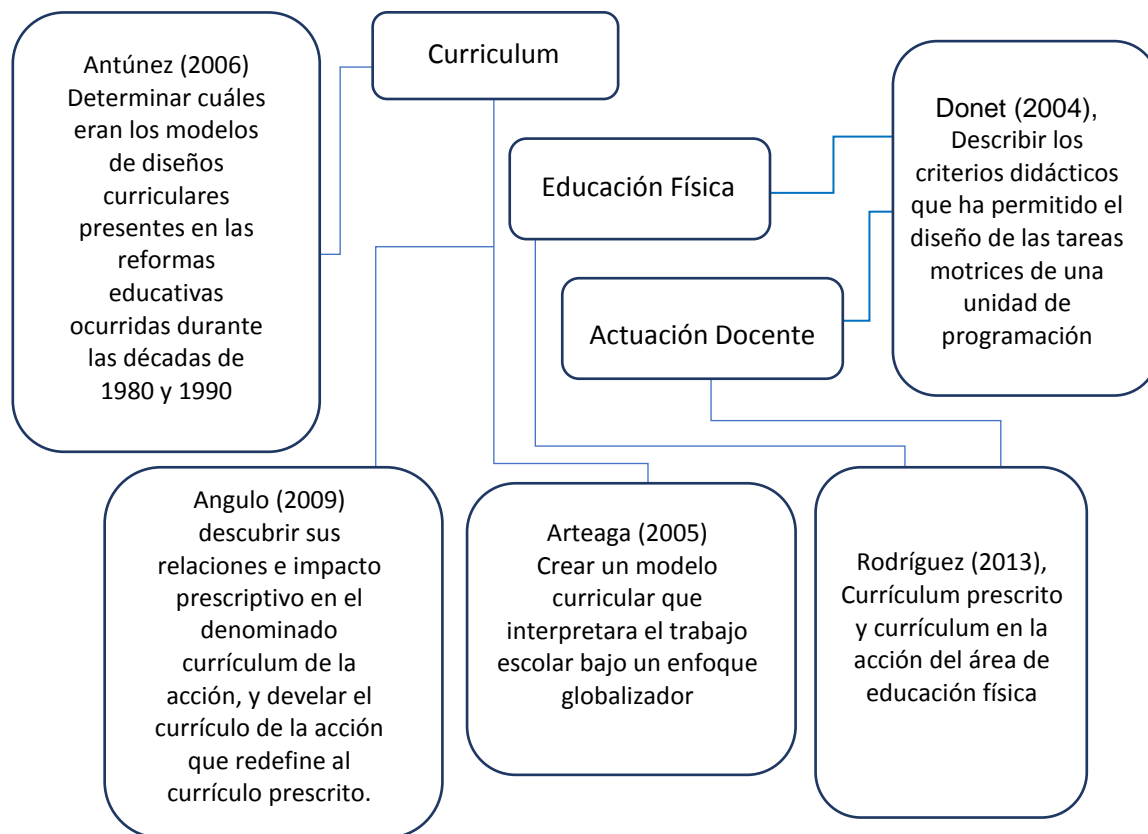 Curriculum
Antúnez (2006)
Determinar cuáles
eran los modelos
de diseños
curriculares
presentes en las
reformas
educativas
ocurridas durante
las décadas de
1980 y 1990
Educación Física
Actuación Docente
Donet (2004),
Describir los
criterios didácticos
que ha permitido el
diseño de las tareas
motrices de una
unidad de
programación
Angulo (2009)
descubrir sus
relaciones e impacto
prescriptivo en el
denominado
currículum de la
acción, y develar el
currículo de la acción
que redefine al
currículo prescrito.
Arteaga (2005)
Crear un modelo
curricular que
interpretara el trabajo
escolar bajo un enfoque
globalizador
Rodríguez (2013),
Currículum prescrito
y currículum en la
acción del área de
educación física